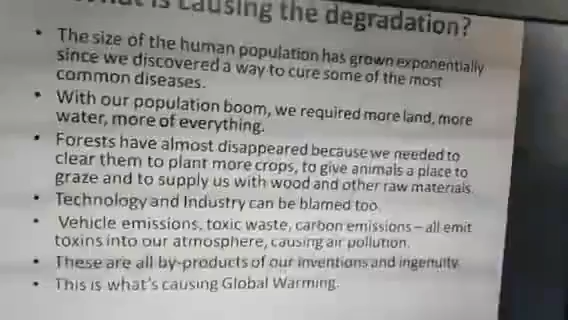 is causing the degradation?
• The size of the human population has grown exponentially
since we discovered a way to cure some of the most
common diseases.
• With our population boom, we required more land, more
water, more of everything.
• Forests have almost disappeared because we needed to
clear them to plant more crops, to give animals a place to
graze and to supply us with wood and other raw materials.
• Technology and Industry can be blamed too.
• Vehicle emissions, toxic waste, carbon emissions – all emit
toxins into our atmosphere, causing air pollution.
• These are all by-products of our inventions and ingenuity.
• This is what's causing Global Warming.